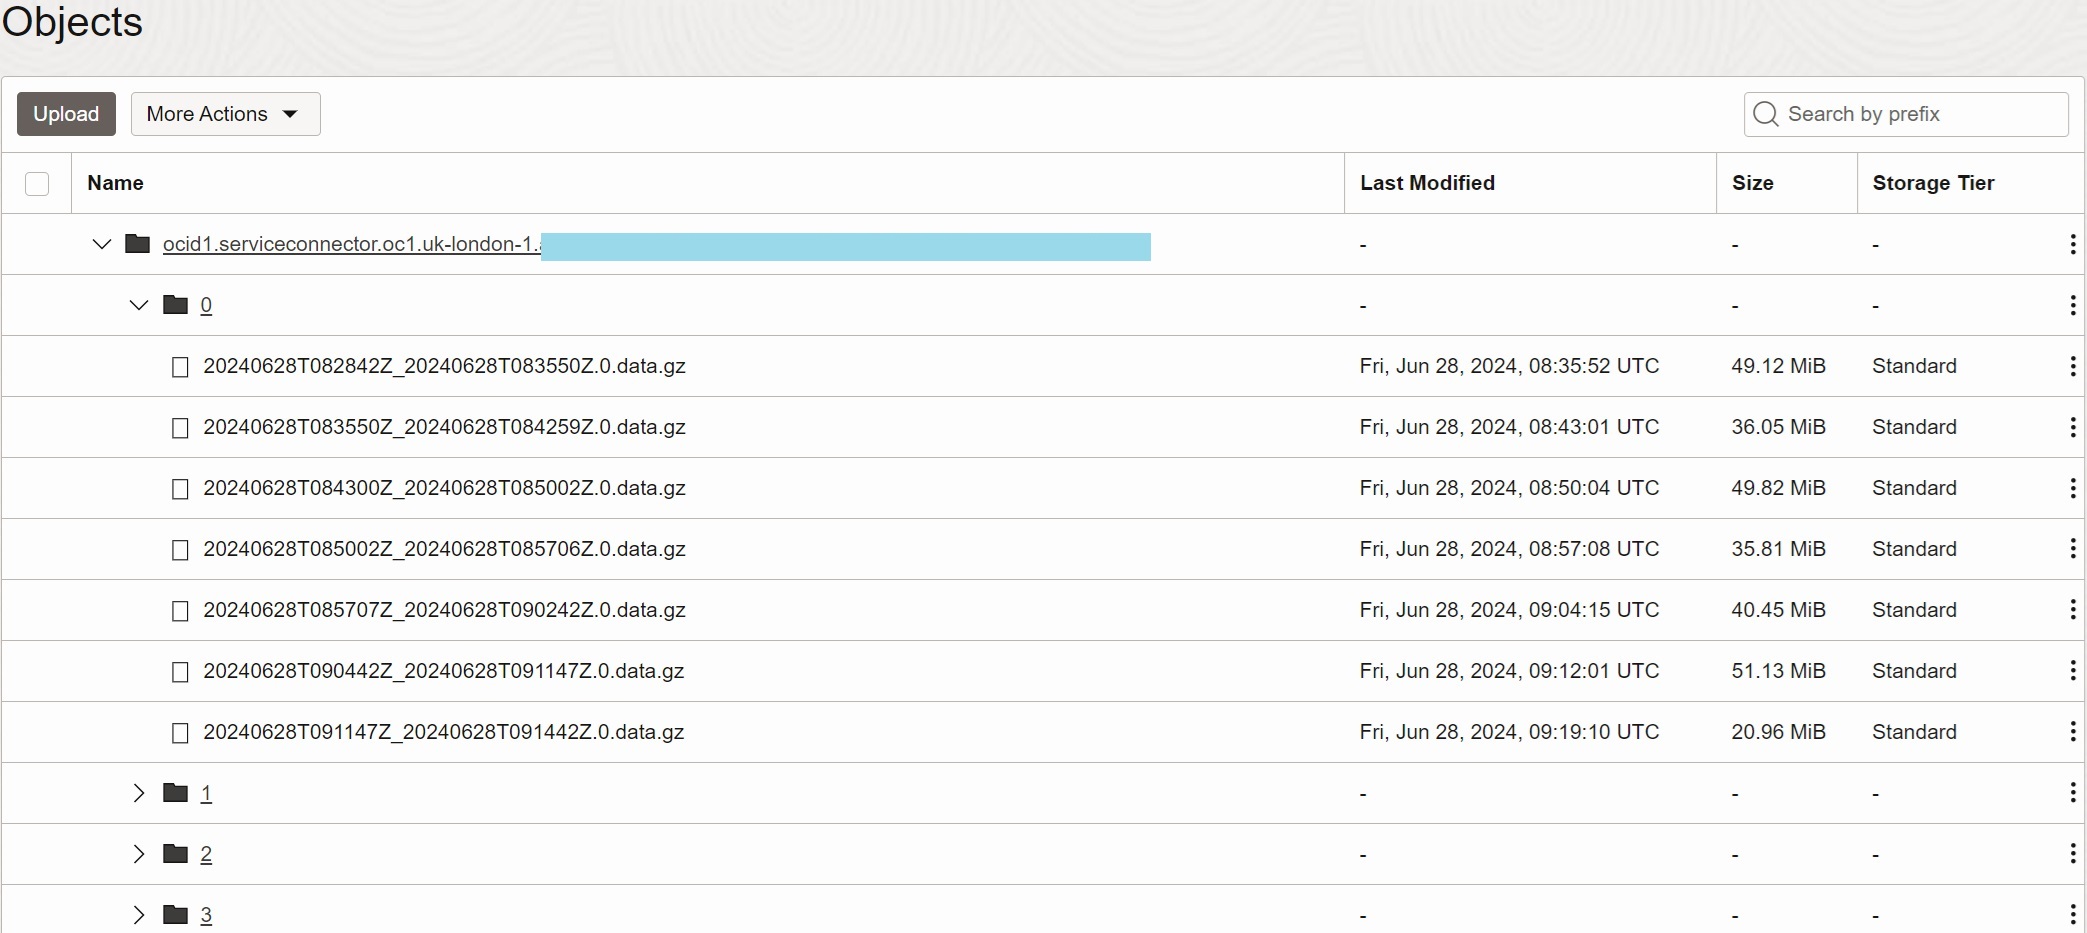 Objects
Upload More Actions Search by prefix
Name Last Modified Size Storage Tier
ocid1.serviceconnector.oc1.uk-london-1. - - -
0 - - -
20240628T082842Z_20240628T083550Z.0.data.gz Fri, Jun 28, 2024, 08:35:52 UTC 49.12 MiB Standard
20240628T083550Z_20240628T084259Z.0.data.gz Fri, Jun 28, 2024, 08:43:01 UTC 36.05 MiB Standard
20240628T084300Z_20240628T085002Z.0.data.gz Fri, Jun 28, 2024, 08:50:04 UTC 49.82 MiB Standard
20240628T085002Z_20240628T085706Z.0.data.gz Fri, Jun 28, 2024, 08:57:08 UTC 35.81 MiB Standard
20240628T085707Z_20240628T090242Z.0.data.gz Fri, Jun 28, 2024, 09:04:15 UTC 40.45 MiB Standard
20240628T090442Z_20240628T091147Z.0.data.gz Fri, Jun 28, 2024, 09:12:01 UTC 51.13 MiB Standard
20240628T091147Z_20240628T091442Z.0.data.gz Fri, Jun 28, 2024, 09:19:10 UTC 20.96 MiB Standard
1 - - -
2 - - -
3 - - -